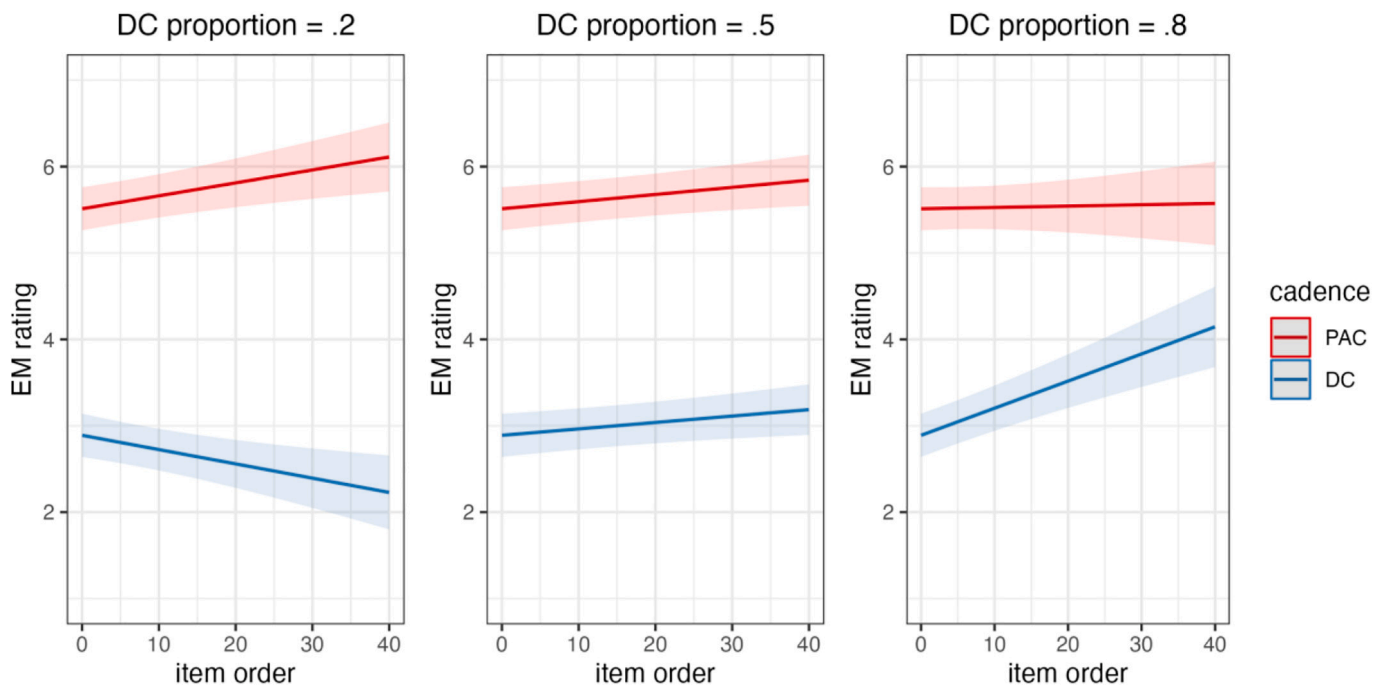 DC proportion = .2
DC proportion = .5
DC proportion = .8
EM rating
6
4
2
0 10 20 30 40
item order
EM rating
6
4
2
0 10 20 30 40
item order
EM rating
6
4
2
0 10 20 30 40
item order
cadence
PAC
DC